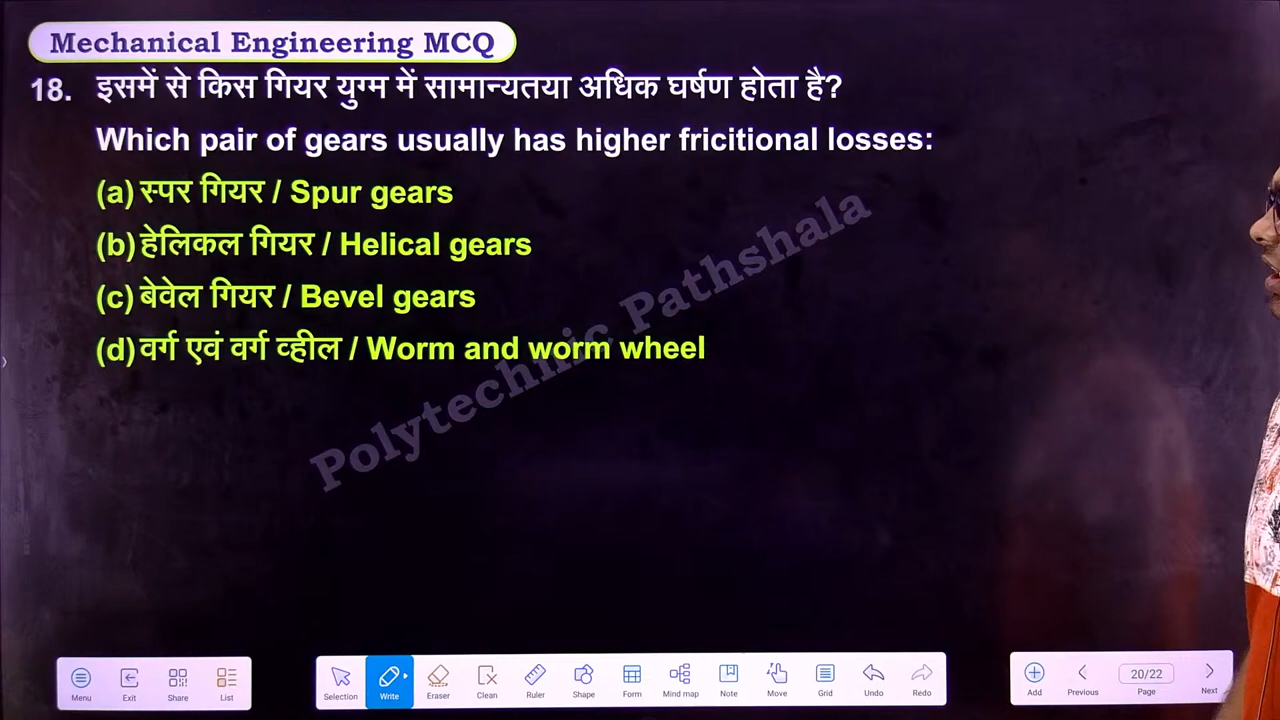 Mechanical Engineering MCQ
18. इसमें से किस गियर युग्म में सामान्यतया अधिक घर्षण होता है?
Which pair of gears usually has higher fricitional losses:
(a) स्पर गियर / Spur gears
(b) हेलिकल गियर / Helical gears
(c) बेवेल गियर / Bevel gears
(d) वर्ग एवं वर्ग व्हील / Worm and worm wheel
Polytechnic Pathshala
Menu Exit Share List Selection Write Eraser Clean Ruler Shape Form Mind map Note Move Grid Undo Redo Add Previous 20/22 Page Next